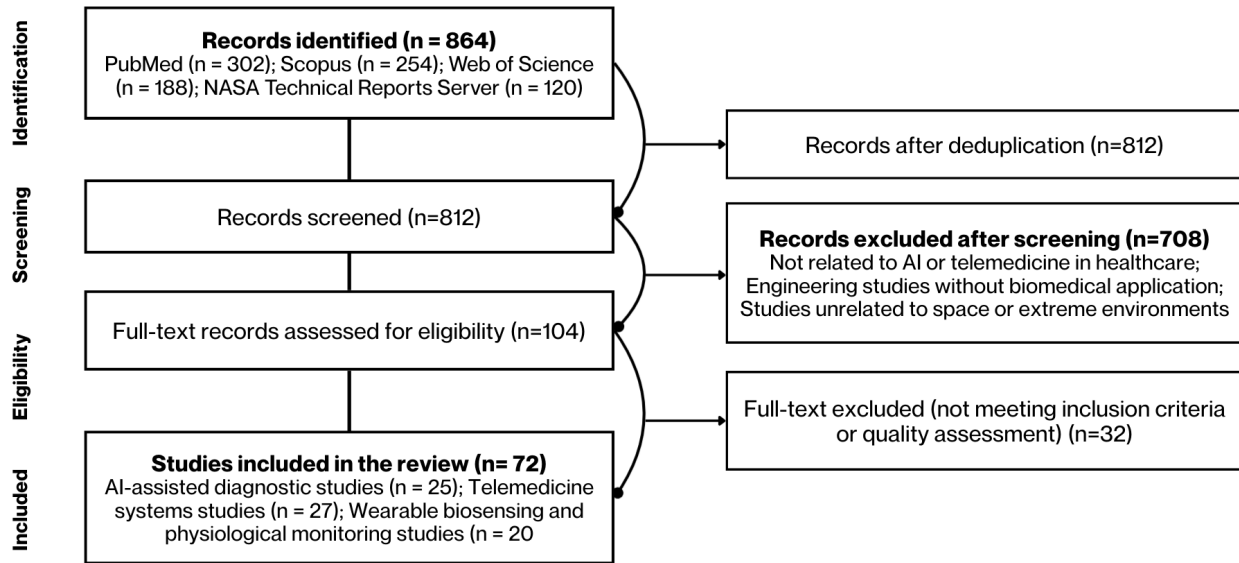 Identification
Records identified (n = 864)
PubMed (n = 302); Scopus (n = 254); Web of Science
(n = 188); NASA Technical Reports Server (n = 120)
Records after deduplication (n=812)
Screening
Records screened (n=812)
Records excluded after screening (n=708)
Not related to AI or telemedicine in healthcare;
Engineering studies without biomedical application;
Studies unrelated to space or extreme environments
Eligibility
Full-text records assessed for eligibility (n=104)
Full-text excluded (not meeting inclusion criteria
or quality assessment) (n=32)
Included
Studies included in the review (n= 72)
AI-assisted diagnostic studies (n = 25); Telemedicine
systems studies (n = 27); Wearable biosensing and
physiological monitoring studies (n = 20